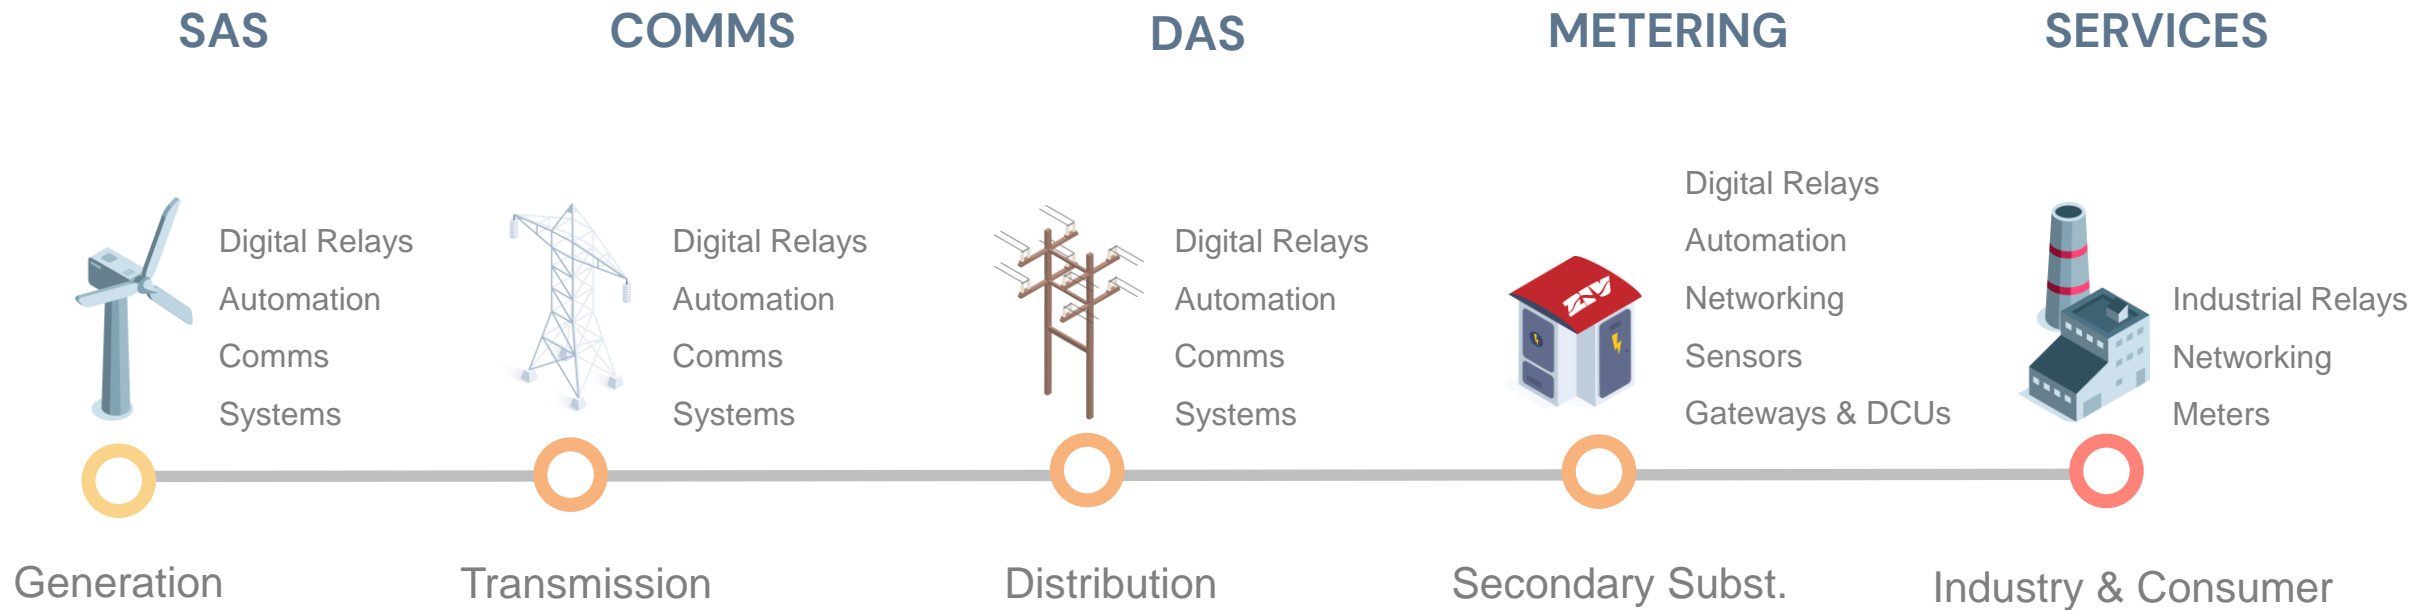 SAS
COMMS
DAS
METERING
SERVICES
Digital Relays
Automation
Comms
Systems
Digital Relays
Automation
Comms
Systems
Digital Relays
Automation
Comms
Systems
Digital Relays
Automation
Networking
Sensors
Gateways & DCUs
Industrial Relays
Networking
Meters
Generation
Transmission
Distribution
Secondary Subst.
Industry & Consumer